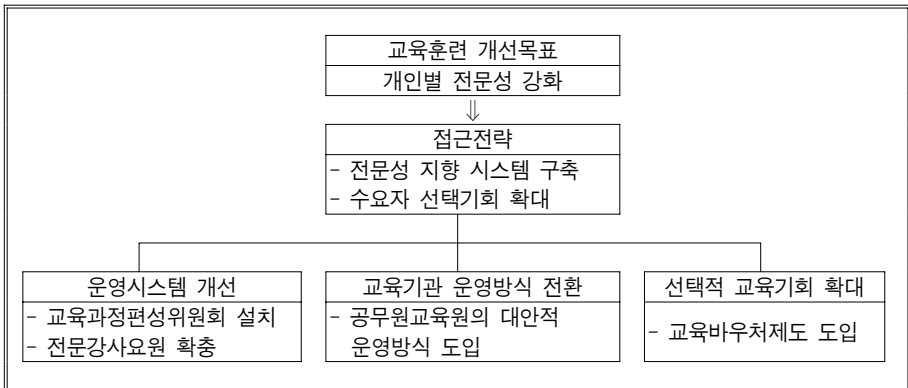 교육훈련 개선목표
개인별 전문성 강화
⇓
접근전략
- 전문성 지향 시스템 구축
- 수요자 선택기회 확대
운영시스템 개선
- 교육과정편성위원회 설치
- 전문강사요원 확충
교육기관 운영방식 전환
- 공무원교육원의 대안적
운영방식 도입
선택적 교육기회 확대
- 교육바우처제도 도입